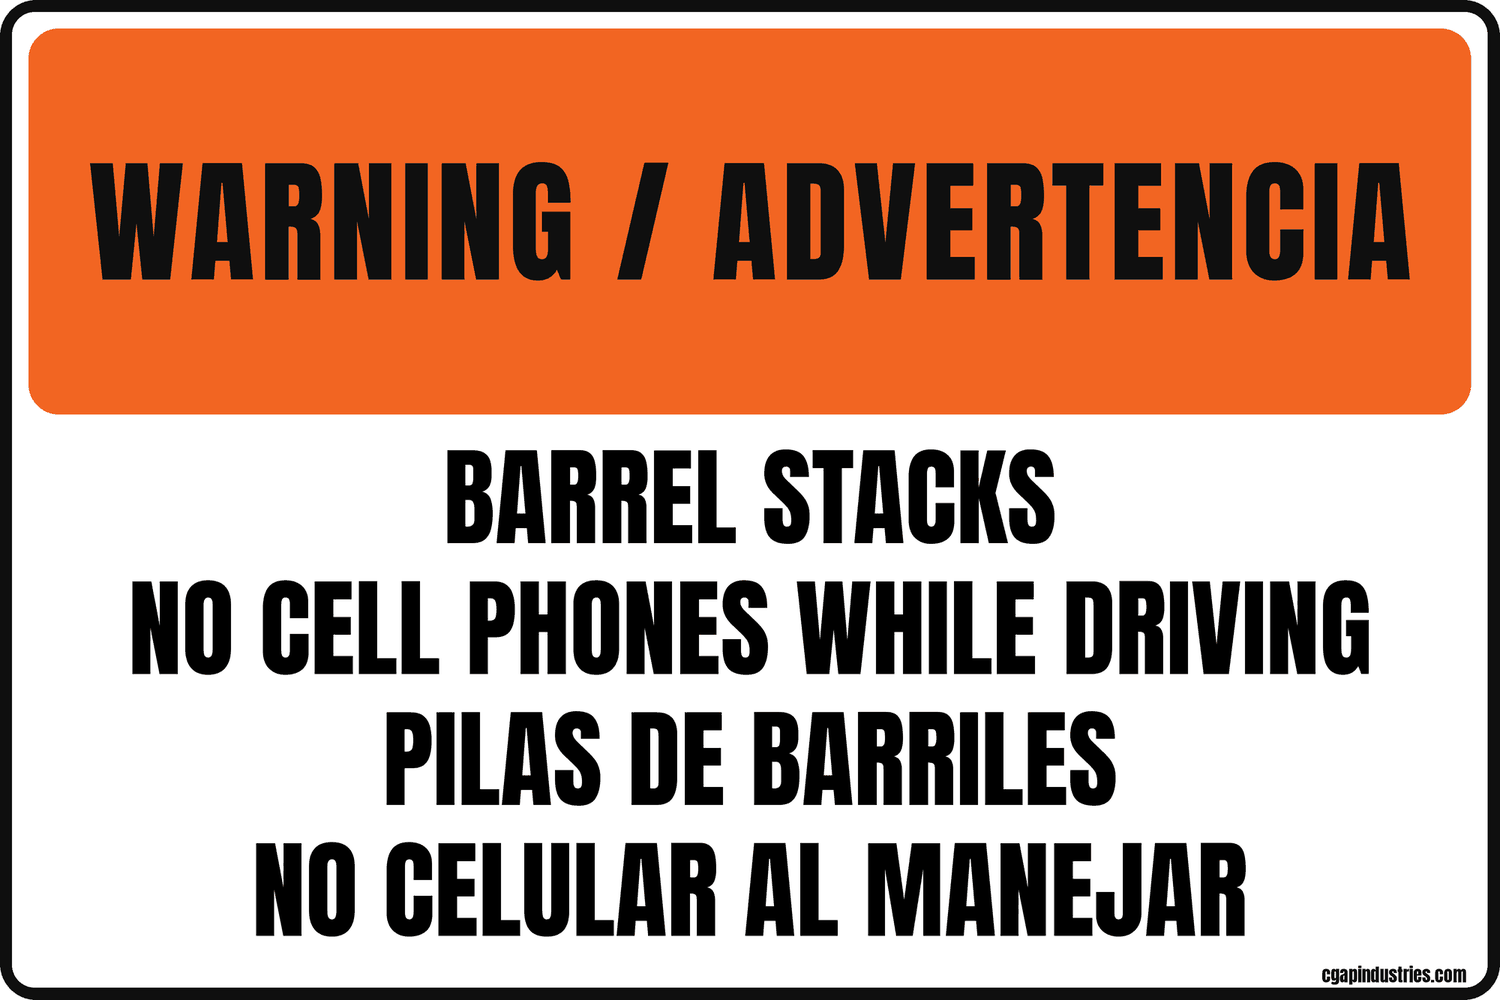 WARNING / ADVERTENCIA
BARREL STACKS
NO CELL PHONES WHILE DRIVING
PILAS DE BARRILES
NO CELULAR AL MANEJAR
cgapindustries.com